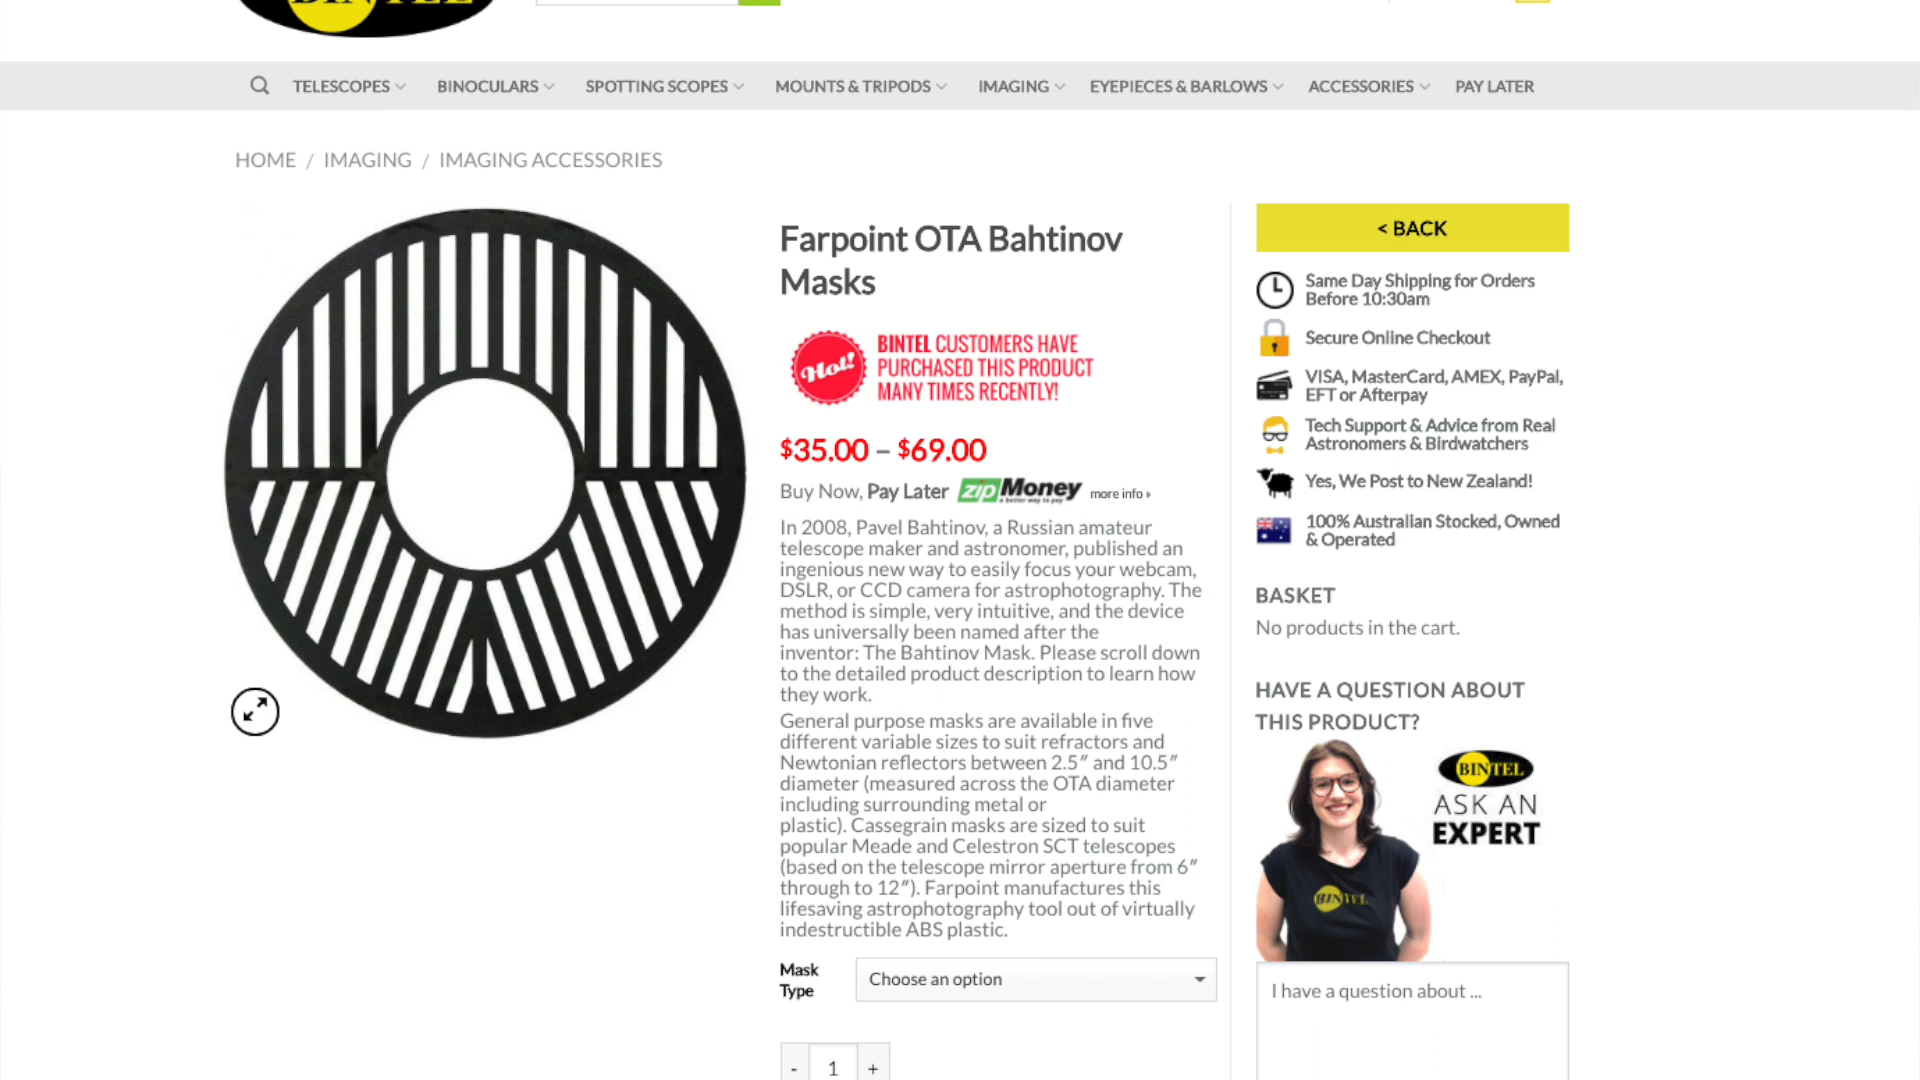 BINTEL
TELESCOPES
BINOCULARS
SPOTTING SCOPES
MOUNTS & TRIPODS
IMAGING
EYEPIECES & BARLOWS
ACCESSORIES
PAY LATER
HOME / IMAGING / IMAGING ACCESSORIES
Farpoint OTA Bahtinov
Masks
Hot!
BINTEL CUSTOMERS HAVE
PURCHASED THIS PRODUCT
MANY TIMES RECENTLY!
$35.00 – $69.00
Buy Now, Pay Later zipMoney more info »
a better way to pay
In 2008, Pavel Bahtinov, a Russian amateur
telescope maker and astronomer, published an
ingenious new way to easily focus your webcam,
DSLR, or CCD camera for astrophotography. The
method is simple, very intuitive, and the device
has universally been named after the
inventor: The Bahtinov Mask. Please scroll down
to the detailed product description to learn how
they work.
General purpose masks are available in five
different variable sizes to suit refractors and
Newtonian reflectors between 2.5″ and 10.5″
diameter (measured across the OTA diameter
including surrounding metal or
plastic). Cassegrain masks are sized to suit
popular Meade and Celestron SCT telescopes
(based on the telescope mirror aperture from 6″
through to 12″). Farpoint manufactures this
lifesaving astrophotography tool out of virtually
indestructible ABS plastic.
Mask
Type
Choose an option
- 1 +
< BACK
Same Day Shipping for Orders
Before 10:30am
Secure Online Checkout
VISA, MasterCard, AMEX, PayPal,
EFT or Afterpay
Tech Support & Advice from Real
Astronomers & Birdwatchers
Yes, We Post to New Zealand!
100% Australian Stocked, Owned
& Operated
BASKET
No products in the cart.
HAVE A QUESTION ABOUT
THIS PRODUCT?
BINTEL
ASK AN
EXPERT
BINTEL
I have a question about ...